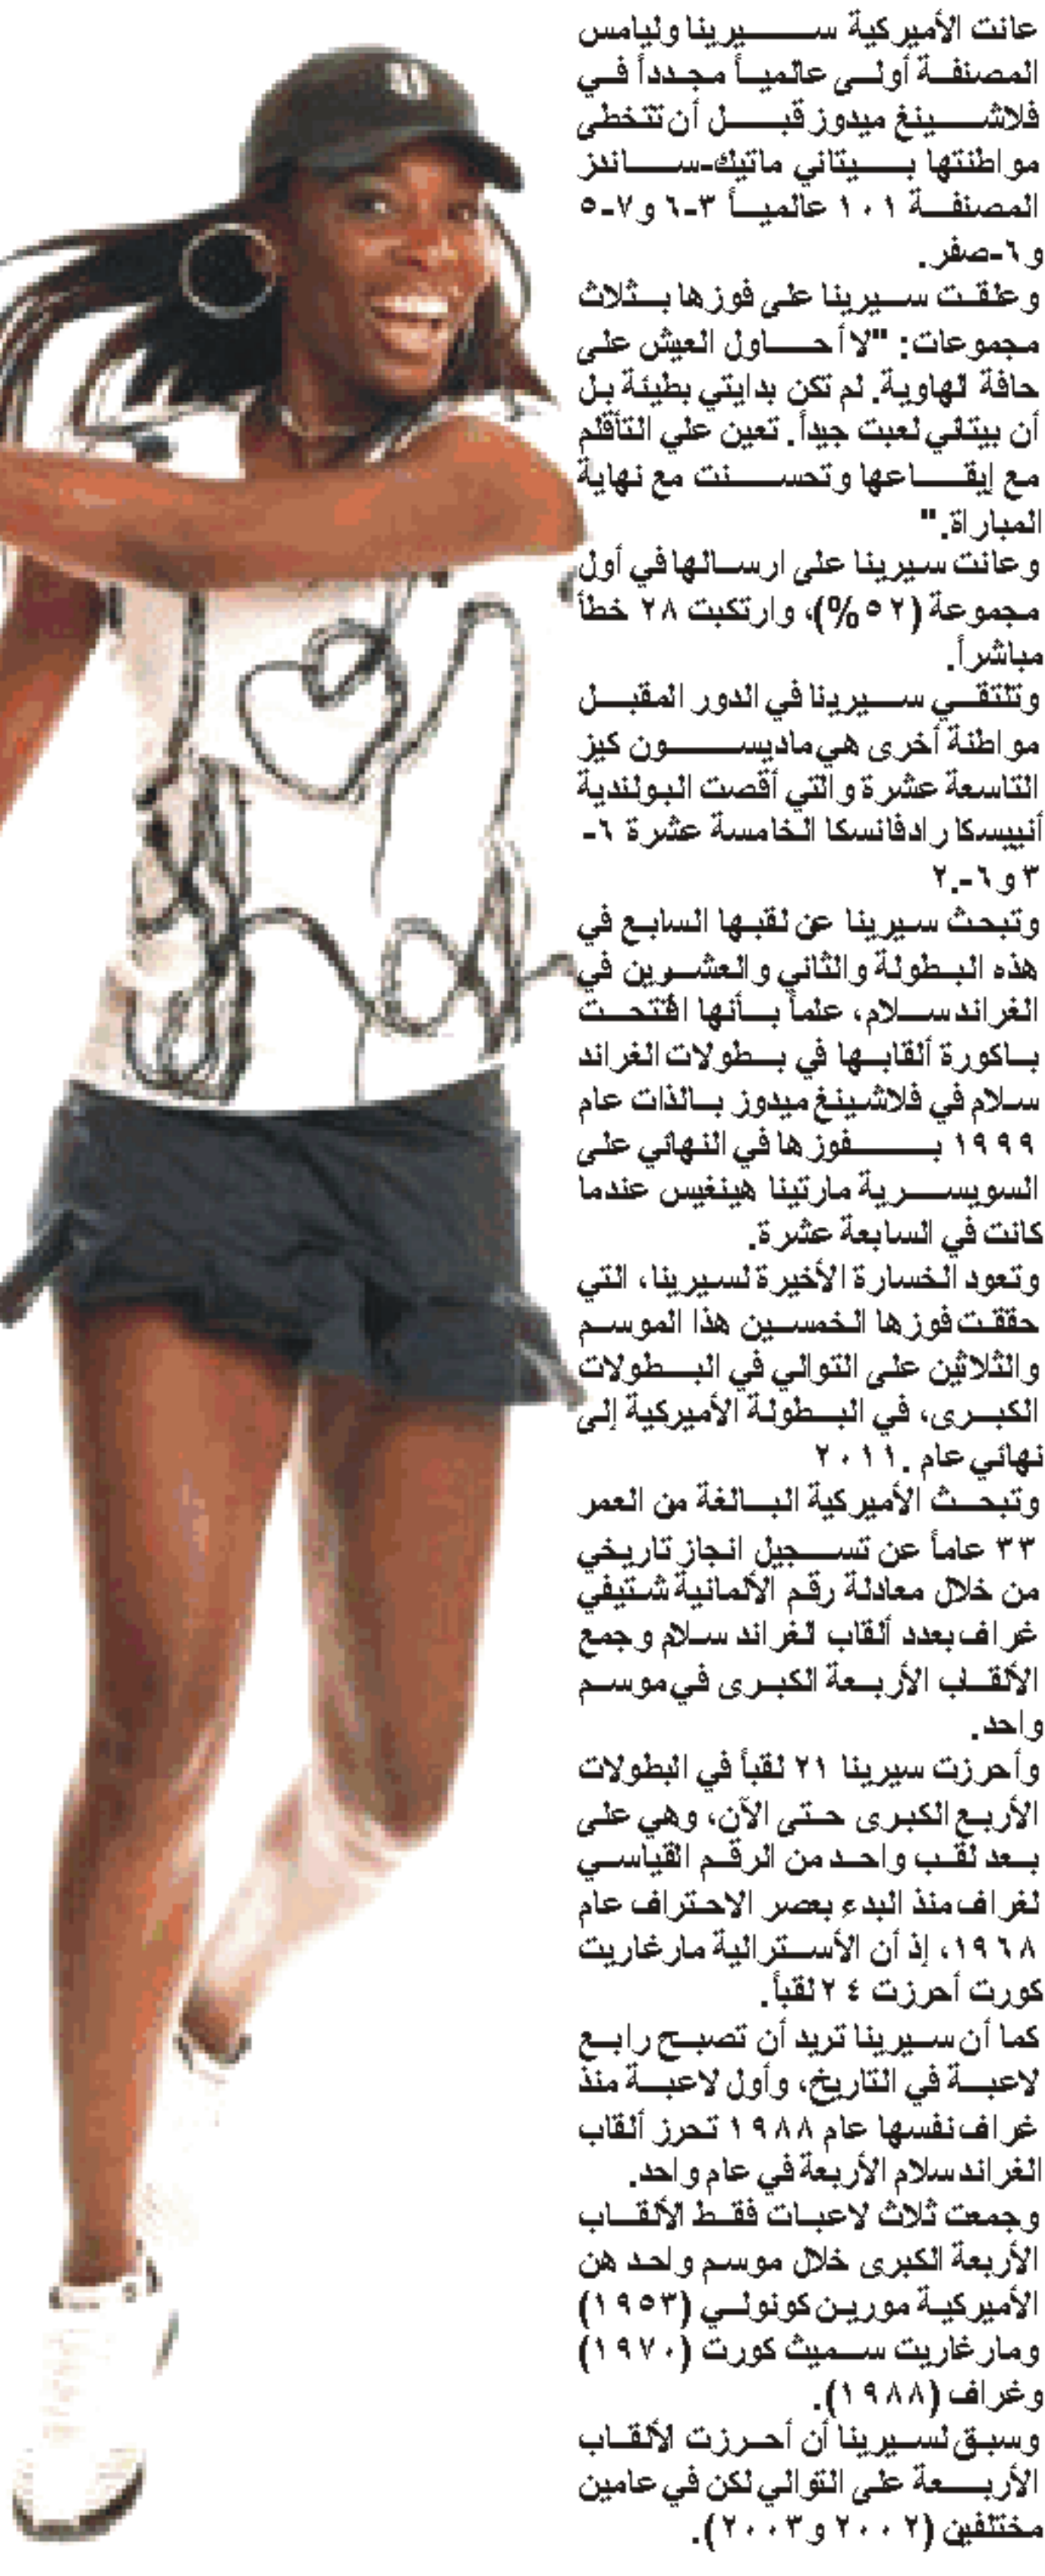 عانت الأميركية سيرينا وليامس
المصنفة أولى عالمياً مجدداً في
فلاشينغ ميدوز قبل أن تتخطى
مواطنتها بيتاني ماتيك-ساندز
المصنفة ١٠١ عالمياً ٣-٦ و٧-٥
و٦-صفر.
وعلقت سيرينا على فوزها بثلاث
مجموعات: "لا أحاول العيش على
حافة الهاوية. لم تكن بدايتي بطيئة بل
أن بيتاني لعبت جيداً. تعين علي التأقلم
مع إيقاعها وتحسنت مع نهاية
المباراة."
وعانت سيرينا على ارسالها في أول
مجموعة (٥٢%)، وارتكبت ٢٨ خطأ
مباشراً.
وتلتقي سيرينا في الدور المقبل
مواطنة أخرى هي ماديسون كيز
التاسعة عشرة والتي أقصت البولندية
أنييسكا رادفانسكا الخامسة عشرة ٦-
٣ و٦-.٢
وتبحث سيرينا عن لقبها السابع في
هذه البطولة والثاني والعشرين في
الغراند سلام، علماً بأنها افتتحت
باكورة ألقابها في بطولات الغراند
سلام في فلاشينغ ميدوز بالذات عام
١٩٩٩ بفوزها في النهائي على
السويسرية مارتينا هينغيس عندما
كانت في السابعة عشرة.
وتعود الخسارة الأخيرة لسيرينا، التي
حققت فوزها الخمسين هذا الموسم
والثلاثين على التوالي في البطولات
الكبرى، في البطولة الأميركية إلى
نهائي عام .٢٠١١
وتبحث الأميركية البالغة من العمر
٣٣ عاماً عن تسجيل انجاز تاريخي
من خلال معادلة رقم الألمانية شتيفي
غراف بعدد ألقاب لغراند سلام وجمع
الألقاب الأربعة الكبرى في موسم
واحد.
وأحرزت سيرينا ٢١ لقباً في البطولات
الأربع الكبرى حتى الآن، وهي على
بعد لقب واحد من الرقم القياسي
لغراف منذ البدء بعصر الاحتراف عام
١٩٦٨، إذ أن الأسترالية مارغاريت
كورت أحرزت ٢٤ لقباً.
كما أن سيرينا تريد أن تصبح رابع
لاعبة في التاريخ، وأول لاعبة منذ
غراف نفسها عام ١٩٨٨ تحرز ألقاب
الغراند سلام الأربعة في عام واحد.
وجمعت ثلاث لاعبات فقط الألقاب
الأربعة الكبرى خلال موسم واحد هن
الأميركية مورين كونولي (١٩٥٣)
ومارغاريت سميث كورت (١٩٧٠)
وغراف (١٩٨٨).
وسبق لسيرينا أن أحرزت لألقاب
الأربعة على التوالي لكن في عامين
مختلفين (٢٠٠٢ و٢٠٠٣).